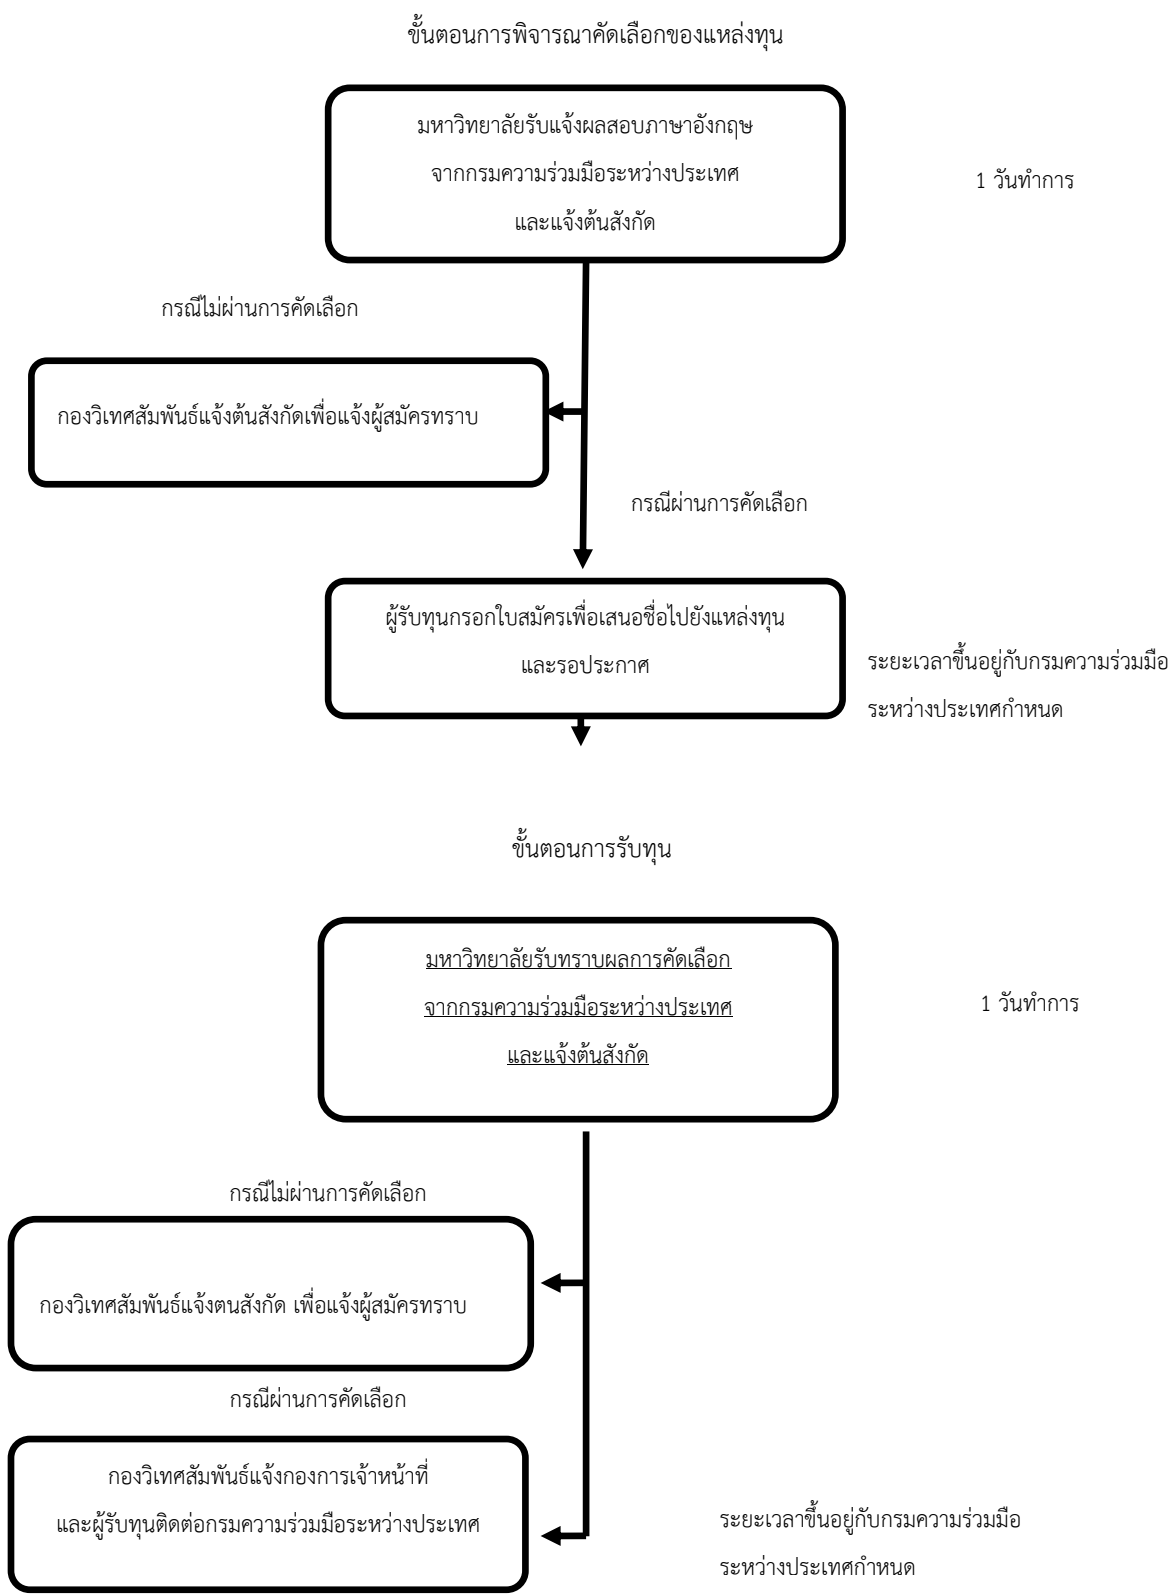 ขั้นตอนการพิจารณาคัดเลือกของแหล่งทุน
มหาวิทยาลัยรับแจ้งผลสอบภาษาอังกฤษ
จากกรมความร่วมมือระหว่างประเทศ
และแจ้งต้นสังกัด
1 วันทำการ
กรณีไม่ผ่านการคัดเลือก
กองวิเทศสัมพันธ์แจ้งต้นสังกัดเพื่อแจ้งผู้สมัครทราบ
กรณีผ่านการคัดเลือก
ผู้รับทุนกรอกใบสมัครเพื่อเสนอชื่อไปยังแหล่งทุน
และรอประกาศ
ระยะเวลาขึ้นอยู่กับกรมความร่วมมือ
ระหว่างประเทศกำหนด
ขั้นตอนการรับทุน
มหาวิทยาลัยรับทราบผลการคัดเลือก
จากกรมความร่วมมือระหว่างประเทศ
และแจ้งต้นสังกัด
1 วันทำการ
กรณีไม่ผ่านการคัดเลือก
กองวิเทศสัมพันธ์แจ้งตนสังกัด เพื่อแจ้งผู้สมัครทราบ
กรณีผ่านการคัดเลือก
กองวิเทศสัมพันธ์แจ้งกองการเจ้าหน้าที่
และผู้รับทุนติดต่อกรมความร่วมมือระหว่างประเทศ
ระยะเวลาขึ้นอยู่กับกรมความร่วมมือ
ระหว่างประเทศกำหนด